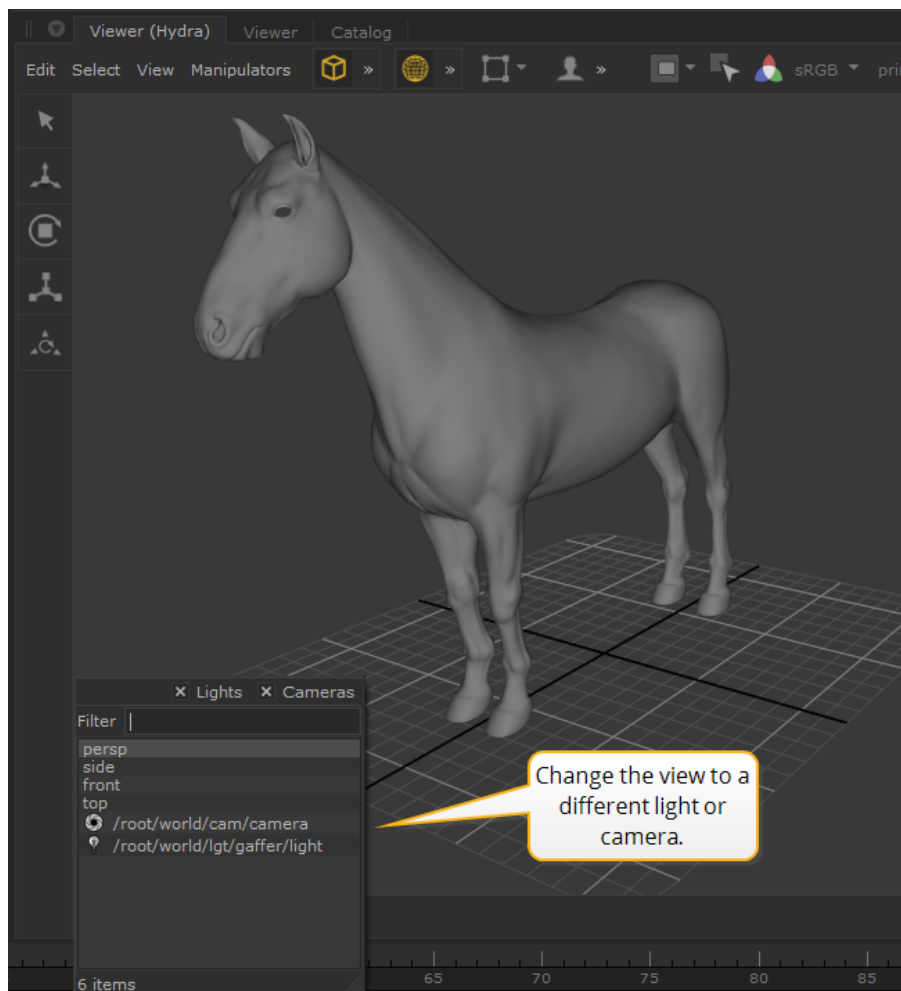 Viewer (Hydra) Viewer Catalog
Edit Select View Manipulators » » » sRGB
Lights Cameras
Filter
persp
side
front
top
/root/world/cam/camera
/root/world/lgt/gaffer/light
6 items
Change the view to a
different light or
camera.
65 70 75 80 85